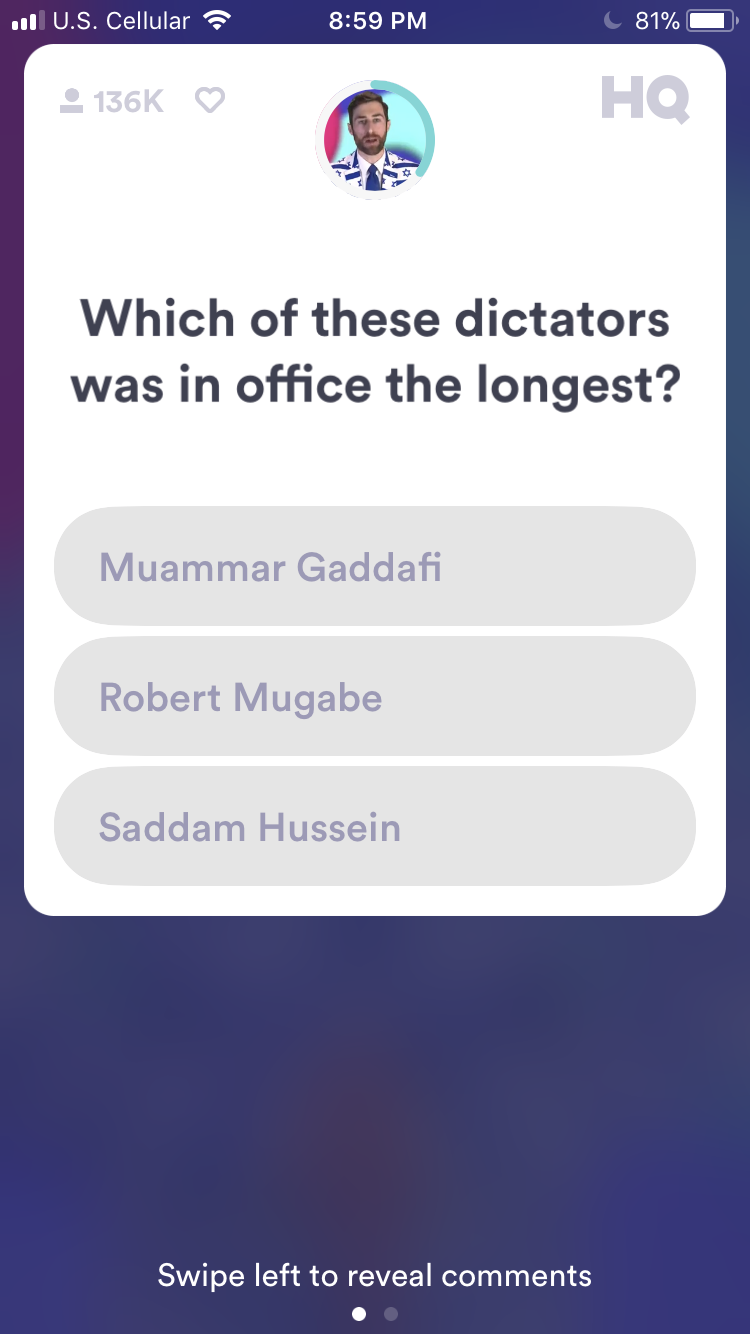 U.S. Cellular 8:59 PM 81%
136K HQ
Which of these dictators
was in office the longest?
Muammar Gaddafi
Robert Mugabe
Saddam Hussein
Swipe left to reveal comments